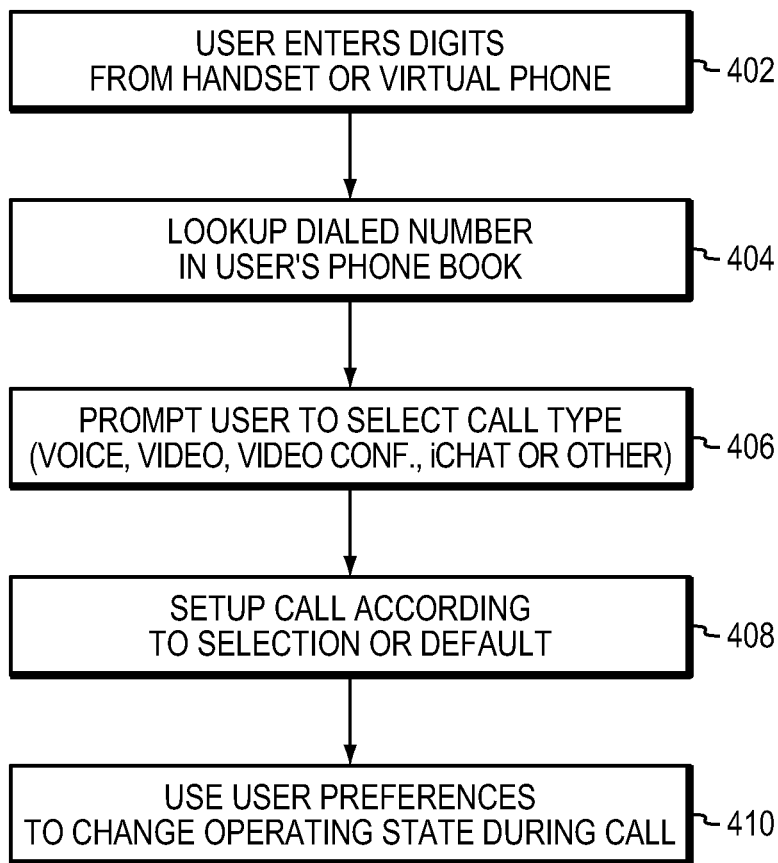 USER ENTERS DIGITS
FROM HANDSET OR VIRTUAL PHONE
402
LOOKUP DIALED NUMBER
IN USER'S PHONE BOOK
404
PROMPT USER TO SELECT CALL TYPE
(VOICE, VIDEO, VIDEO CONF., iCHAT OR OTHER)
406
SETUP CALL ACCORDING
TO SELECTION OR DEFAULT
408
USE USER PREFERENCES
TO CHANGE OPERATING STATE DURING CALL
410